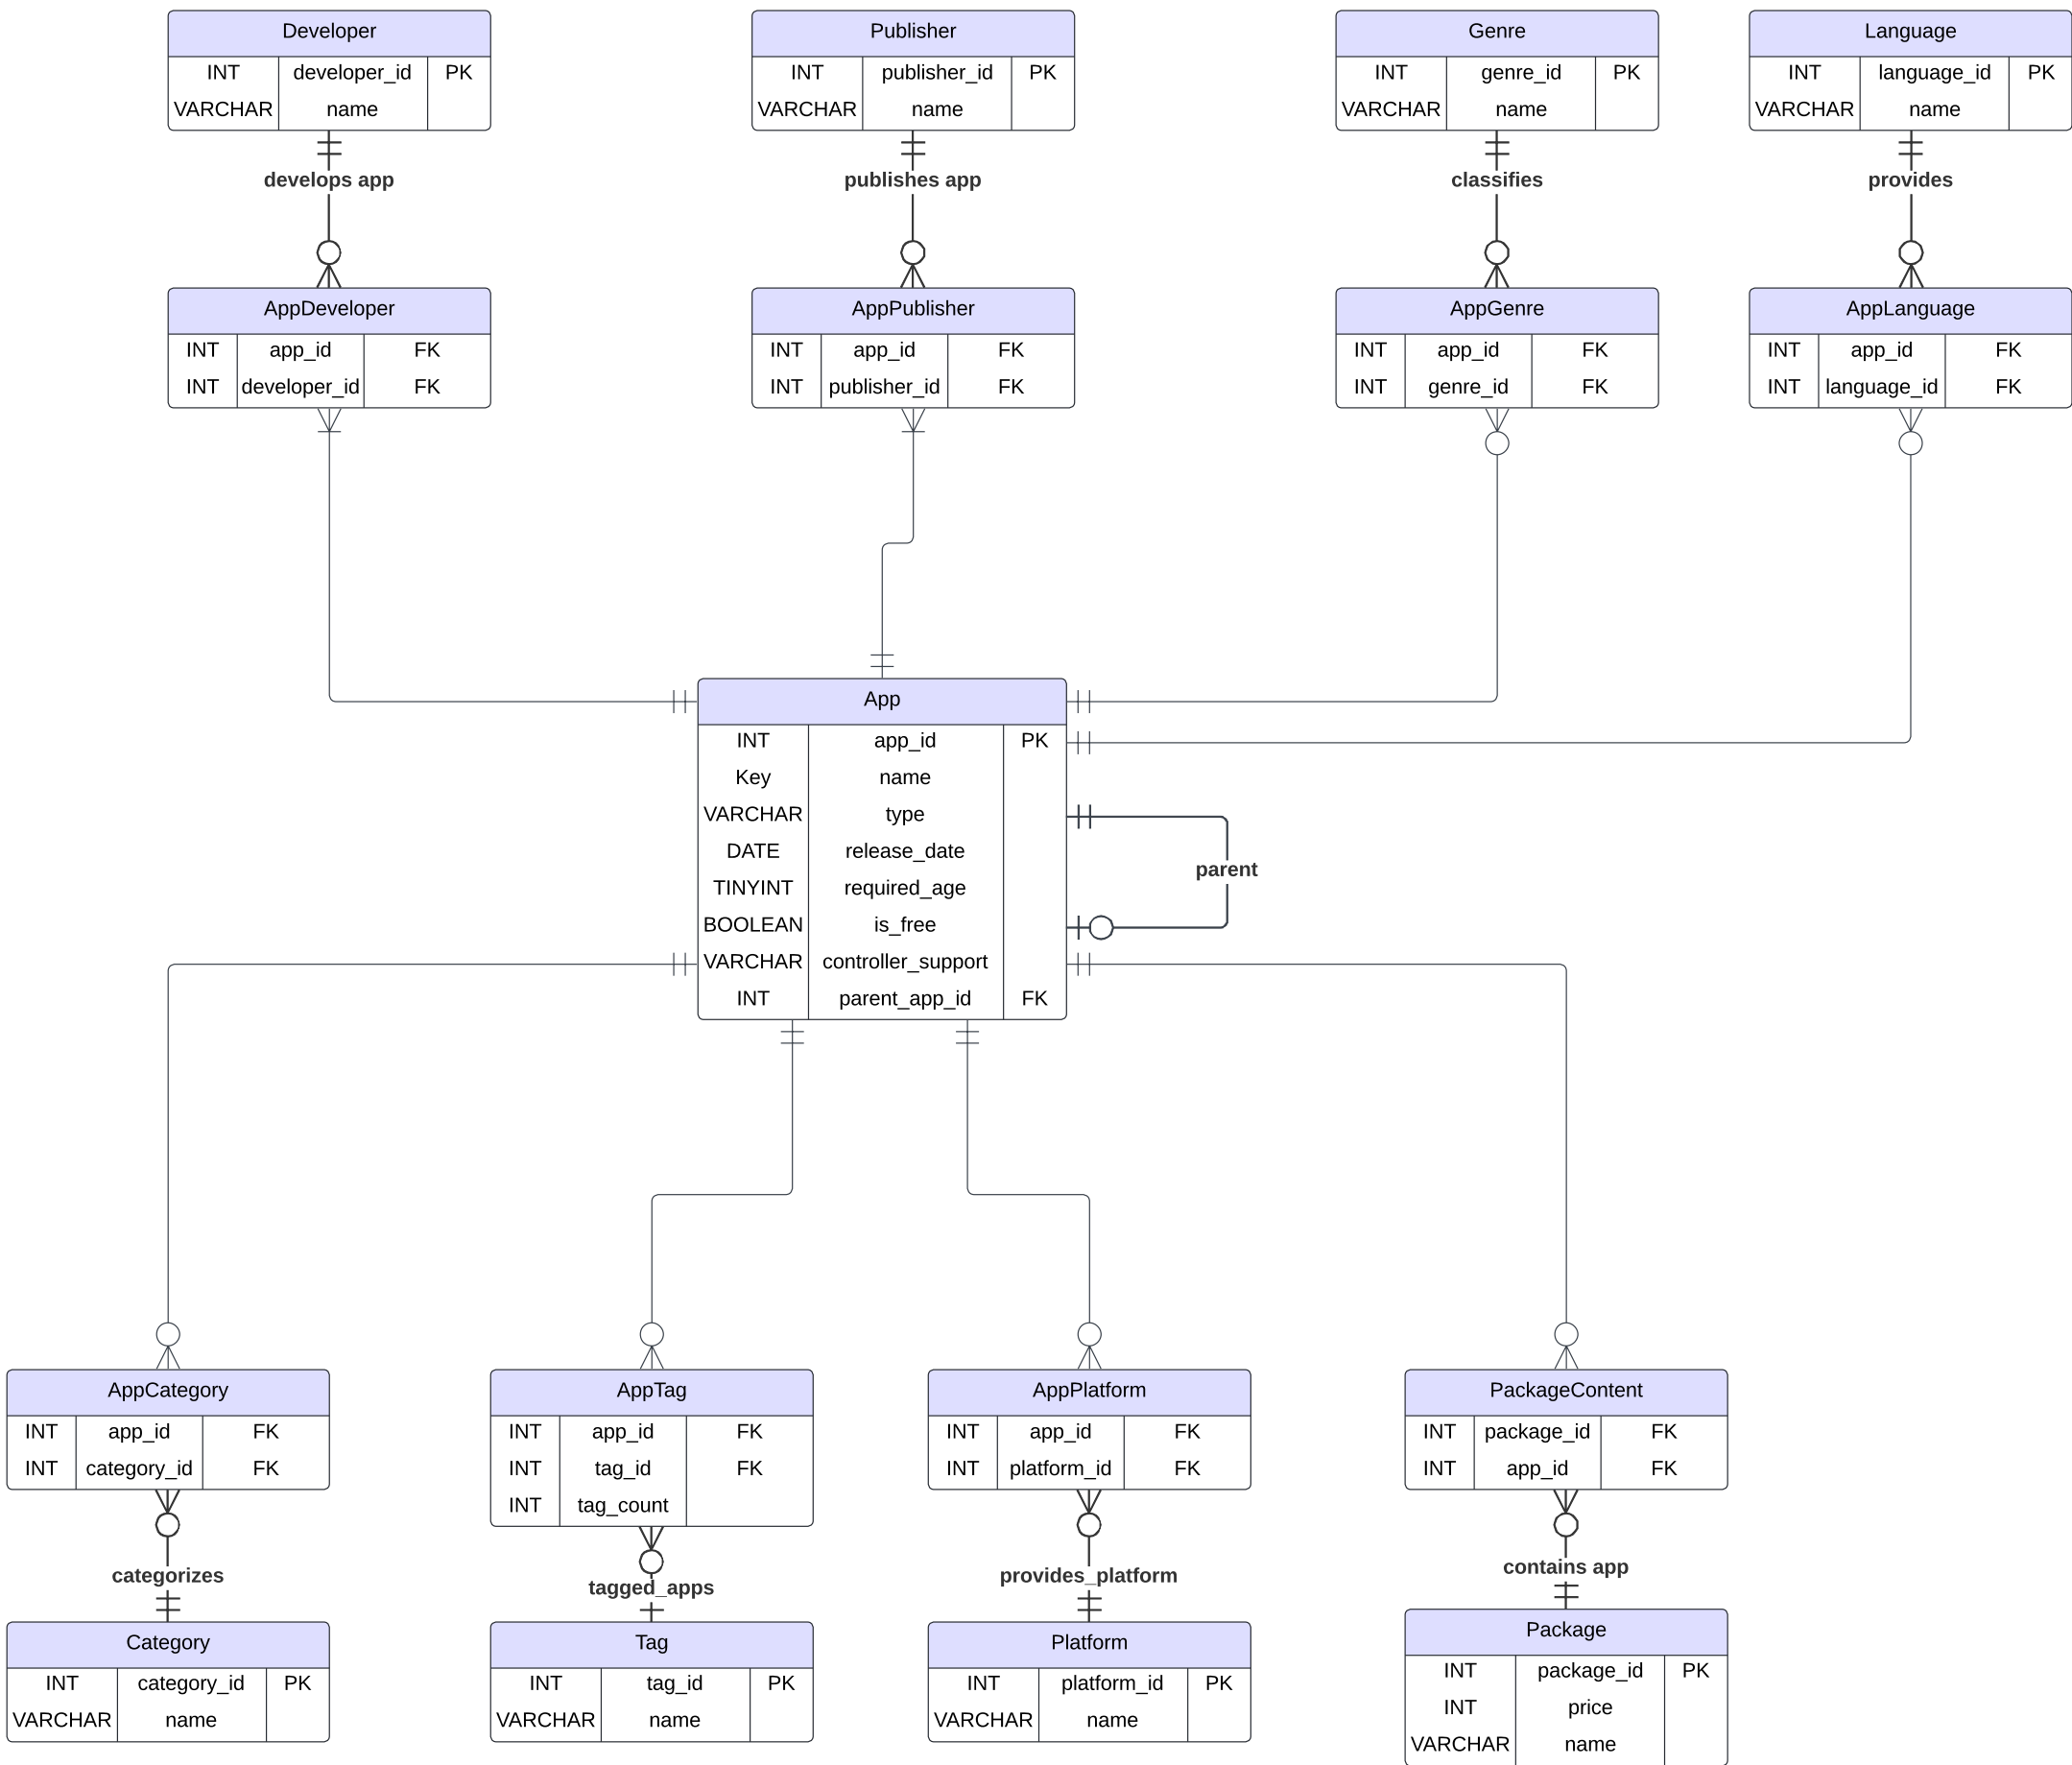 Developer
INT developer_id PK
VARCHAR name
Publisher
INT publisher_id PK
VARCHAR name
Genre
INT genre_id PK
VARCHAR name
Language
INT language_id PK
VARCHAR name
develops app
publishes app
classifies
provides
AppDeveloper
INT app_id FK
INT developer_id FK
AppPublisher
INT app_id FK
INT publisher_id FK
AppGenre
INT app_id FK
INT genre_id FK
AppLanguage
INT app_id FK
INT language_id FK
App
INT app_id PK
Key name
VARCHAR type
DATE release_date
TINYINT required_age
BOOLEAN is_free
VARCHAR controller_support
INT parent_app_id FK
parent
AppCategory
INT app_id FK
INT category_id FK
AppTag
INT app_id FK
INT tag_id FK
INT tag_count
AppPlatform
INT app_id FK
INT platform_id FK
PackageContent
INT package_id FK
INT app_id FK
categorizes
tagged_apps
provides_platform
contains app
Category
INT category_id PK
VARCHAR name
Tag
INT tag_id PK
VARCHAR name
Platform
INT platform_id PK
VARCHAR name
Package
INT package_id PK
INT price
VARCHAR name